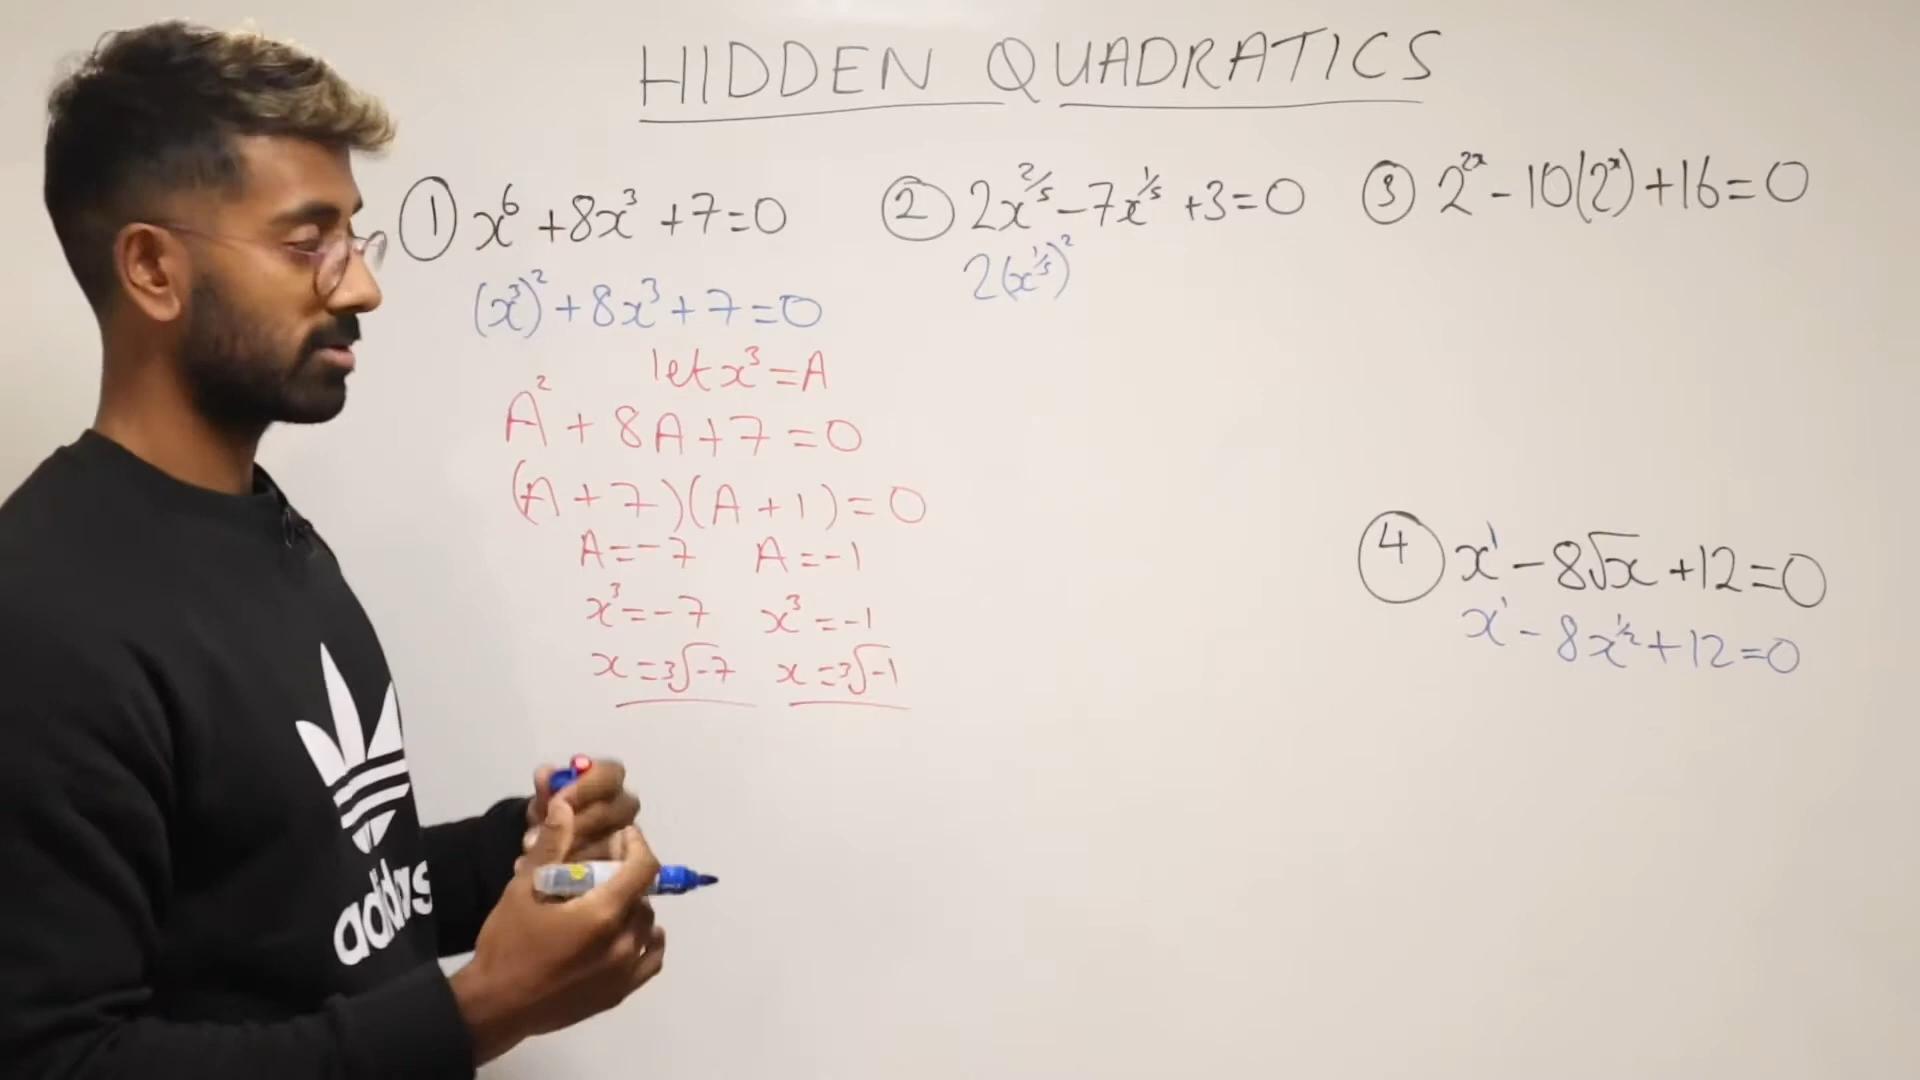 HIDDEN QUADRATICS
① x⁶ + 8x³ + 7 = 0
(x³)² + 8x³ + 7 = 0
let x³ = A
A² + 8A + 7 = 0
(A + 7)(A + 1) = 0
A = -7 A = -1
x³ = -7 x³ = -1
x = ³√-7 x = ³√-1
② 2x^2/5 - 7x^1/5 + 3 = 0
2(x^1/5)²
③ 2^2x - 10(2^x) + 16 = 0
④ x¹ - 8√x + 12 = 0
x¹ - 8x^1/2 + 12 = 0
adidas